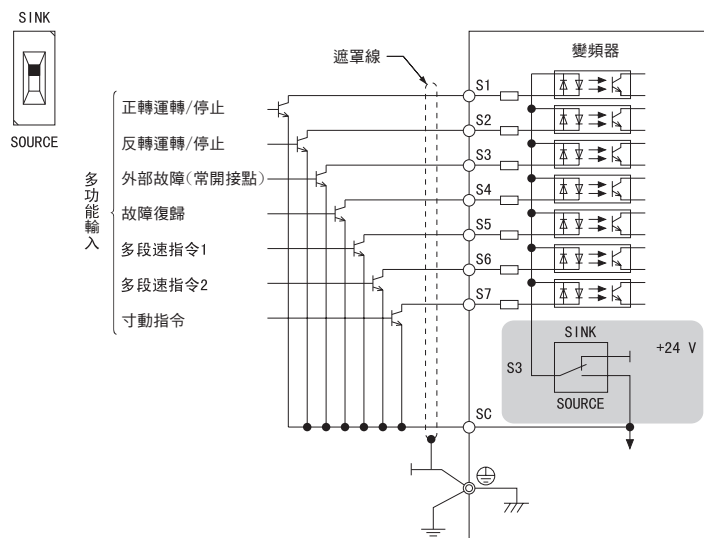 SINK
SOURCE
遮罩線
變頻器
多功能輸入
正轉運轉/停止
反轉運轉/停止
外部故障(常開接點)
故障復歸
多段速指令1
多段速指令2
寸動指令
S1
S2
S3
S4
S5
S6
S7
SINK
+24 V
S3
SOURCE
SC